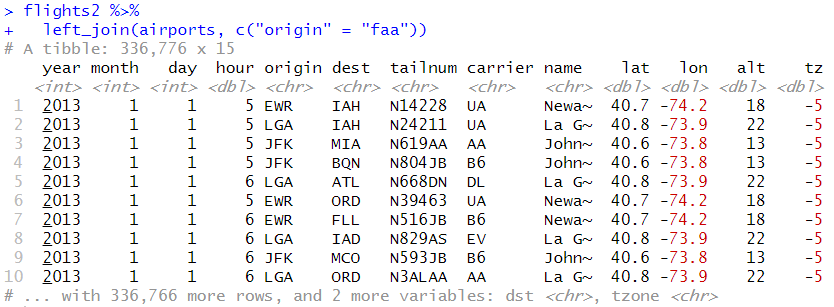 > flights2 %>%
+   left_join(airports, c("origin" = "faa"))
# A tibble: 336,776 x 15
    year month   day  hour origin dest  tailnum carrier name    lat   lon   alt    tz
   <int> <int> <int> <dbl> <chr>  <chr> <chr>   <chr>   <chr> <dbl> <dbl> <dbl> <dbl>
 1  2013     1     1     5 EWR    IAH   N14228  UA      Newa~  40.7 -74.2    18    -5
 2  2013     1     1     5 LGA    IAH   N24211  UA      La G~  40.8 -73.9    22    -5
 3  2013     1     1     5 JFK    MIA   N619AA  AA      John~  40.6 -73.8    13    -5
 4  2013     1     1     5 JFK    BQN   N804JB  B6      John~  40.6 -73.8    13    -5
 5  2013     1     1     6 LGA    ATL   N668DN  DL      La G~  40.8 -73.9    22    -5
 6  2013     1     1     5 EWR    ORD   N39463  UA      Newa~  40.7 -74.2    18    -5
 7  2013     1     1     6 EWR    FLL   N516JB  B6      Newa~  40.7 -74.2    18    -5
 8  2013     1     1     6 LGA    IAD   N829AS  EV      La G~  40.8 -73.9    22    -5
 9  2013     1     1     6 JFK    MCO   N593JB  B6      John~  40.6 -73.8    13    -5
10  2013     1     1     6 LGA    ORD   N3ALAA  AA      La G~  40.8 -73.9    22    -5
# ... with 336,766 more rows, and 2 more variables: dst <chr>, tzone <chr>